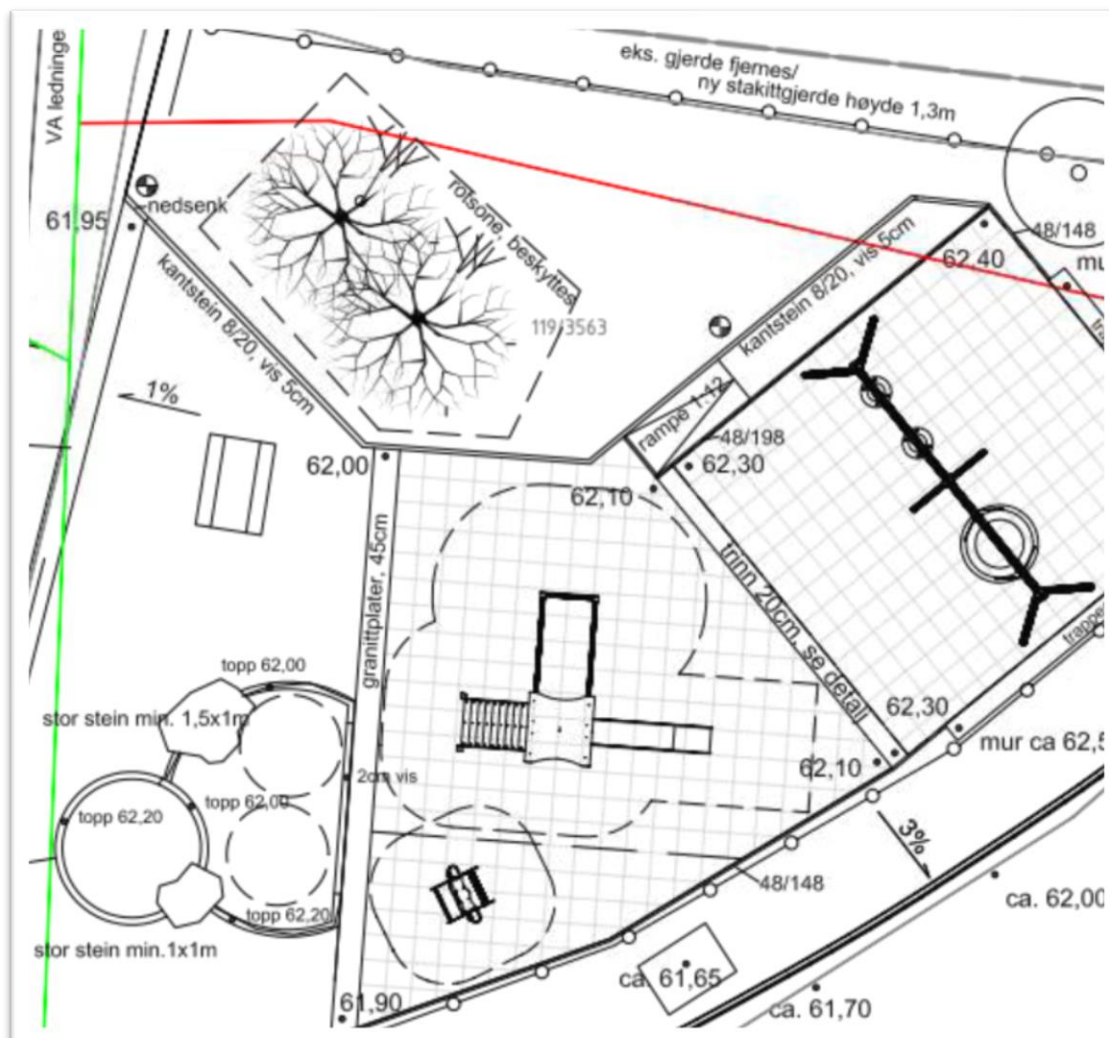 VA ledninge
eks. gjerde fjernes/
ny stakittgjerde høyde 1,3m
61,95
nedsenk
rotsone, beskyttes
119/3563
kantstein 8/20, vis 5cm
kantstein 8/20, vis 5cm
62,40
48/148
mu
1%
rampe 1:12
48/198
62,00
62,10
62,30
granittplater, 45cm
trinn 20cm, se detalj
trappe
topp 62,00
stor stein min. 1,5x1m
62,30
mur ca 62,5
62,10
2cm vis
topp 62,20
topp 62,00
3%
48/148
ca. 62,00
topp 62,20
stor stein min.1x1m
ca. 61,65
61,90
ca. 61,70